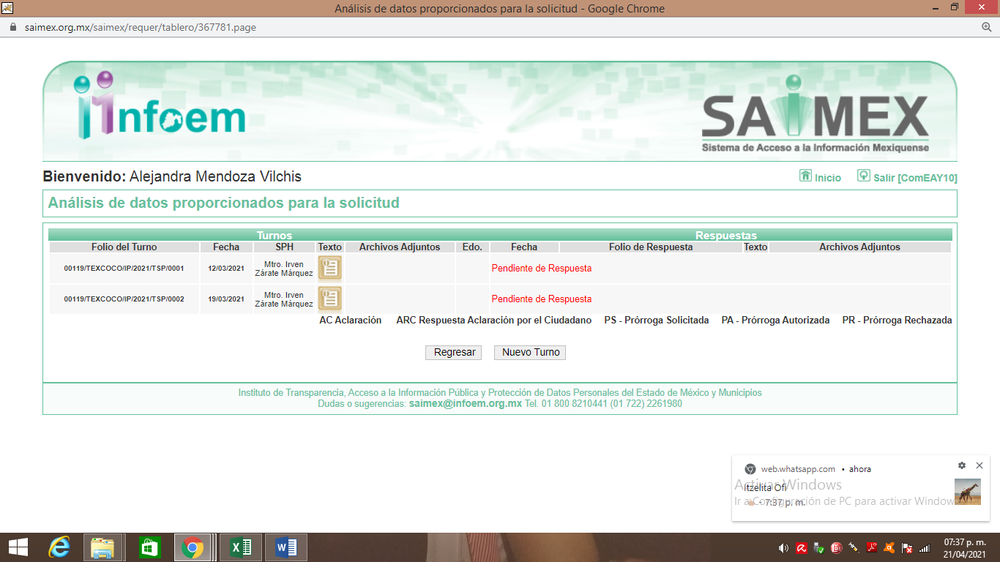 Análisis de datos proporcionados para la solicitud - Google Chrome
saimex.org.mx/saimex/requer/tablero/367781.page
infoem
SAIMEX
Sistema de Acceso a la Información Mexiquense
Bienvenido: Alejandra Mendoza Vilchis
Inicio Salir [ComEAY10]
Análisis de datos proporcionados para la solicitud
Turnos Respuestas
Folio del Turno Fecha SPH Texto Archivos Adjuntos Edo. Fecha Folio de Respuesta Texto Archivos Adjuntos
00119/TEXCOCO/IP/2021/TSP/0001 12/03/2021 Mtro. Irven Zárate Márquez Pendiente de Respuesta
00119/TEXCOCO/IP/2021/TSP/0002 19/03/2021 Mtro. Irven Zárate Márquez Pendiente de Respuesta
AC Aclaración ARC Respuesta Aclaración por el Ciudadano PS - Prórroga Solicitada PA - Prórroga Autorizada PR - Prórroga Rechazada
Regresar Nuevo Turno
Instituto de Transparencia, Acceso a la Información Pública y Protección de Datos Personales del Estado de México y Municipios
Dudas o sugerencias: saimex@infoem.org.mx Tel. 01 800 8210441 (01 722) 2261980
web.whatsapp.com • ahora
Activar Windows
Itzelita Ofi
Ir a Configuración de PC para activar Windows
- 7:37 p. m.
07:37 p. m.
21/04/2021